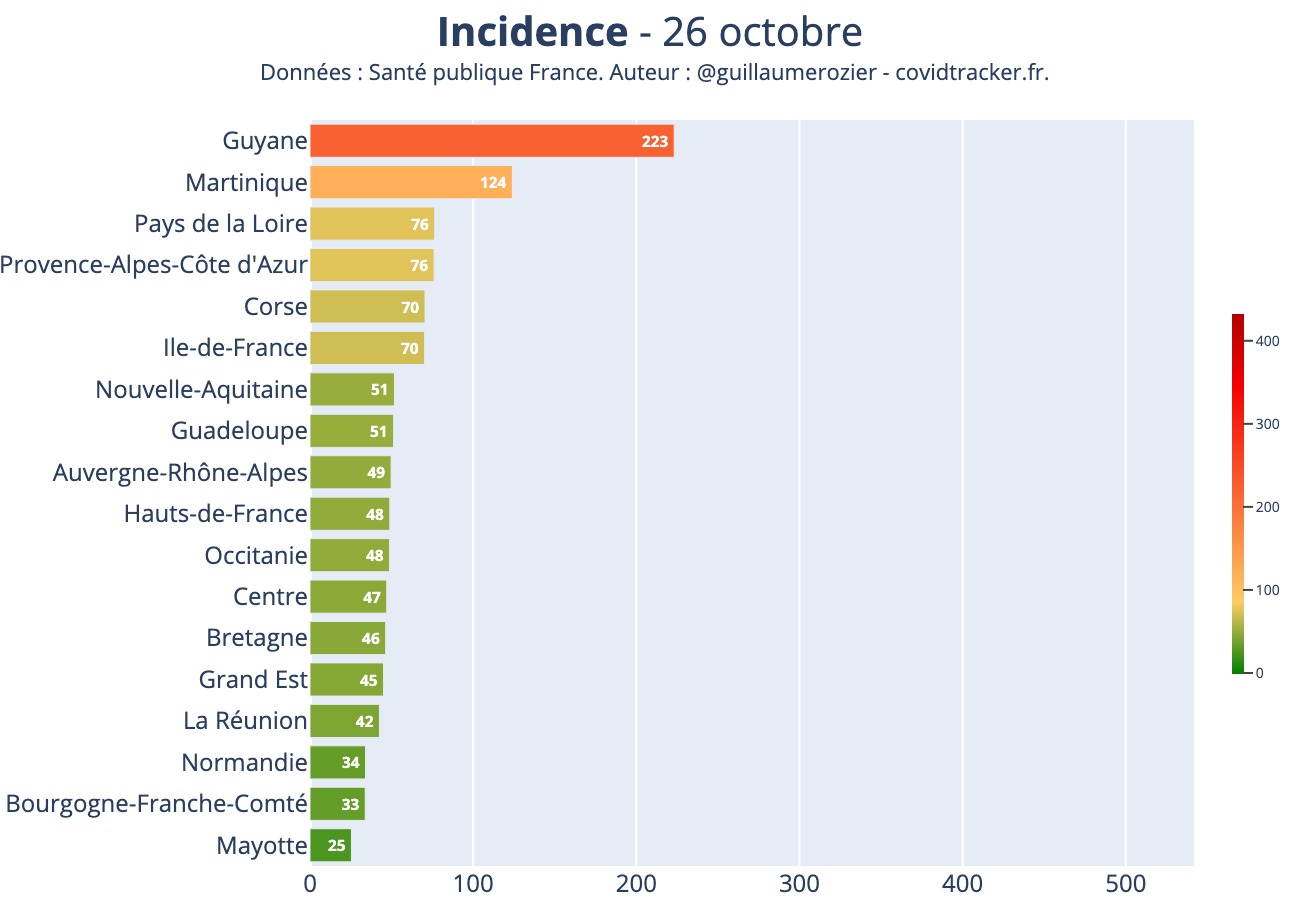 Incidence - 26 octobre
Données : Santé publique France. Auteur : @guillaumerozier - covidtracker.fr.
Guyane 223
Martinique 124
Pays de la Loire 76
Provence-Alpes-Côte d'Azur 76
Corse 70
Ile-de-France 70
Nouvelle-Aquitaine 51
Guadeloupe 51
Auvergne-Rhône-Alpes 49
Hauts-de-France 48
Occitanie 48
Centre 47
Bretagne 46
Grand Est 45
La Réunion 42
Normandie 34
Bourgogne-Franche-Comté 33
Mayotte 25
0 100 200 300 400 500
400
300
200
100
0